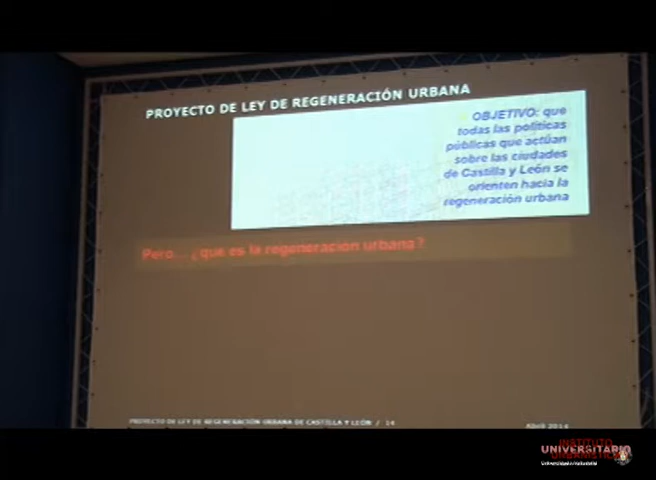 PROYECTO DE LEY DE REGENERACIÓN URBANA
OBJETIVO: que
todas las políticas
públicas que actúan
sobre las ciudades
de Castilla y León se
orienten hacia la
regeneración urbana
Pero... ¿que es la regeneración urbana?
PROYECTO DE LEY DE REGENERACIÓN URBANA DE CASTILLA Y LEÓN / 14
Abril 2014
INSTITUTO
UNIVERSITARIO
Universidad Valladolid